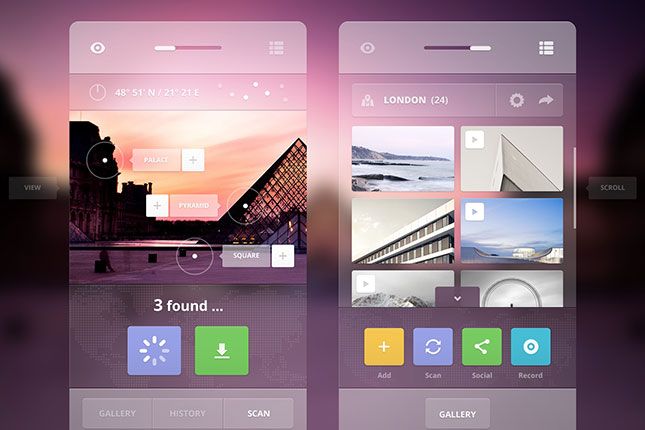 48° 51' N / 21° 21 E
PALACE
PYRAMID
SQUARE
3 found ...
GALLERY
HISTORY
SCAN
VIEW
LONDON (24)
Add
Scan
Social
Record
GALLERY
SCROLL